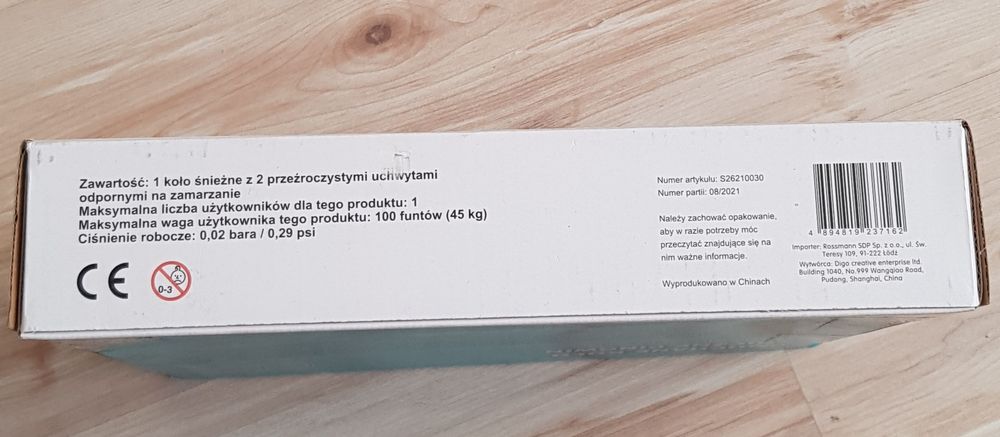 Zawartość: 1 koło śnieżne z 2 przeźroczystymi uchwytami
odpornymi na zamarzanie
Maksymalna liczba użytkowników dla tego produktu: 1
Maksymalna waga użytkownika tego produktu: 100 funtów (45 kg)
Ciśnienie robocze: 0,02 bara / 0,29 psi
CE
0-3
Numer artykułu: S26210030
Numer partii: 08/2021
Należy zachować opakowanie,
aby w razie potrzeby móc
przeczytać znajdujące się na
nim ważne informacje.
Wyprodukowano w Chinach
4 894819 237162
Importer: Rossmann SDP Sp. z o.o., ul. Św.
Teresy 109, 91-222 Łódź
Wytwórca: Digo creative enterprise ltd.
Building 1040, No.999 Wangqiao Road,
Pudong, Shanghai, China